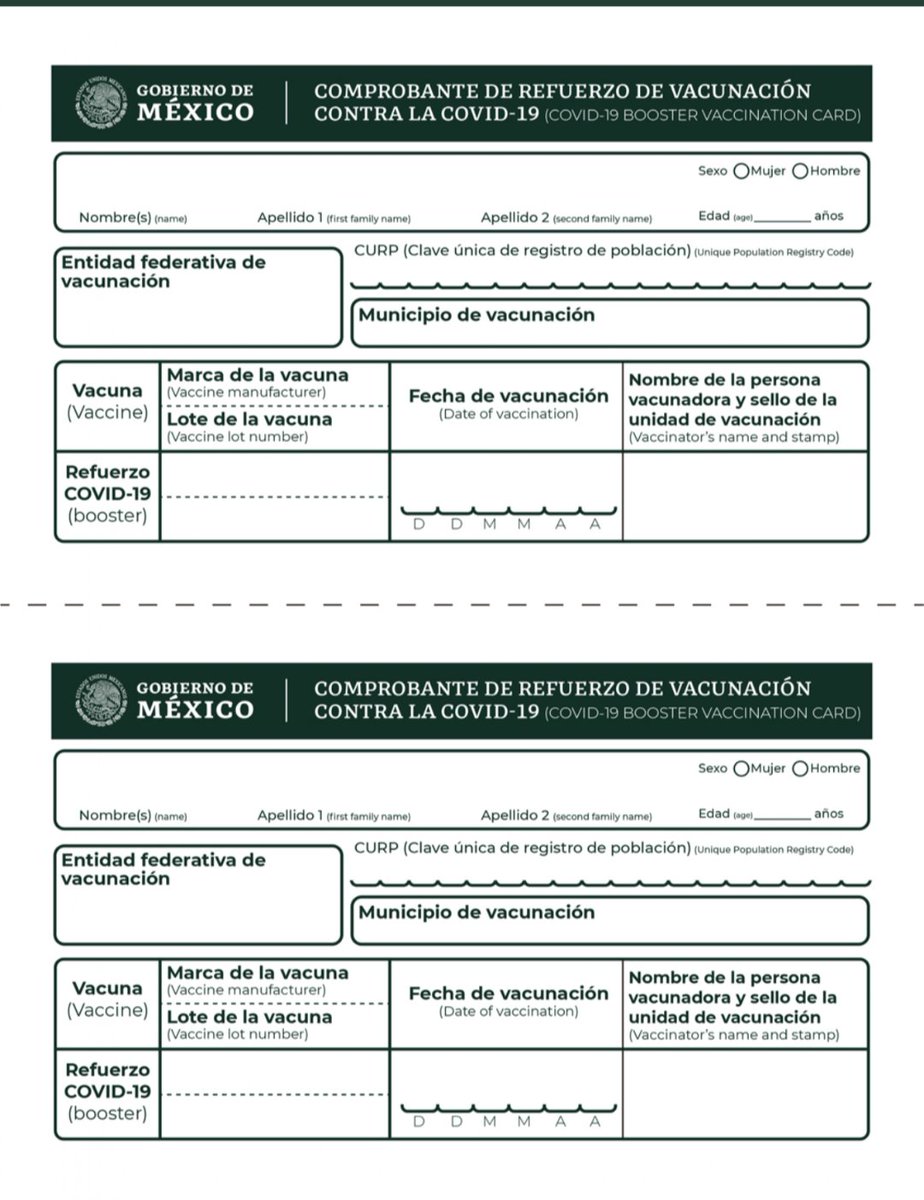 GOBIERNO DE
MÉXICO
COMPROBANTE DE REFUERZO DE VACUNACIÓN
CONTRA LA COVID-19 (COVID-19 BOOSTER VACCINATION CARD)
Sexo Mujer Hombre
Nombre(s) (name) Apellido 1 (first family name) Apellido 2 (second family name) Edad (age)________ años
Entidad federativa de
vacunación
CURP (Clave única de registro de población) (Unique Population Registry Code)
Municipio de vacunación
Vacuna
(Vaccine)
Marca de la vacuna
(Vaccine manufacturer)
Lote de la vacuna
(Vaccine lot number)
Fecha de vacunación
(Date of vaccination)
Nombre de la persona
vacunadora y sello de la
unidad de vacunación
(Vaccinator's name and stamp)
Refuerzo
COVID-19
(booster)
D D M M A A
ESTADOS UNIDOS MEXICANOS
GOBIERNO DE
MÉXICO
COMPROBANTE DE REFUERZO DE VACUNACIÓN
CONTRA LA COVID-19 (COVID-19 BOOSTER VACCINATION CARD)
Sexo Mujer Hombre
Nombre(s) (name) Apellido 1 (first family name) Apellido 2 (second family name) Edad (age)________ años
Entidad federativa de
vacunación
CURP (Clave única de registro de población) (Unique Population Registry Code)
Municipio de vacunación
Vacuna
(Vaccine)
Marca de la vacuna
(Vaccine manufacturer)
Lote de la vacuna
(Vaccine lot number)
Fecha de vacunación
(Date of vaccination)
Nombre de la persona
vacunadora y sello de la
unidad de vacunación
(Vaccinator's name and stamp)
Refuerzo
COVID-19
(booster)
D D M M A A
ESTADOS UNIDOS MEXICANOS